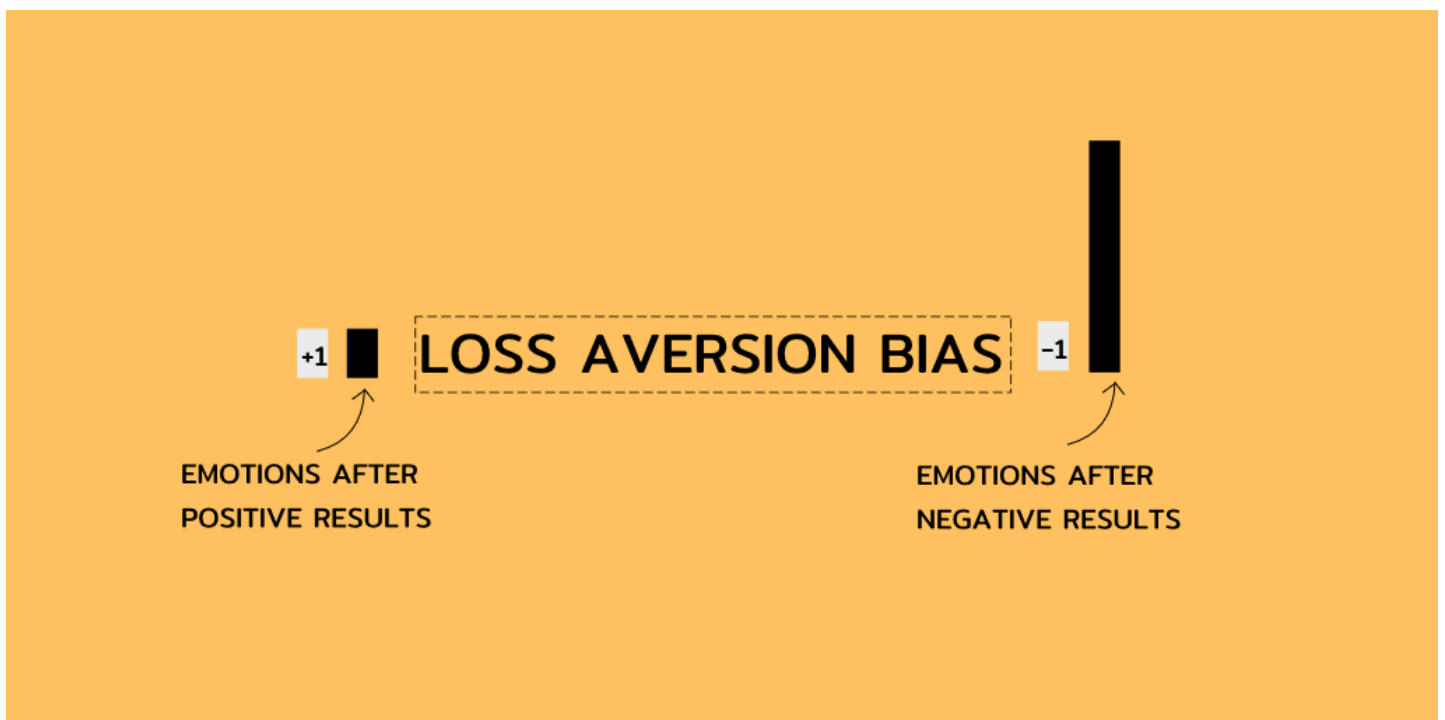 +1
LOSS AVERSION BIAS
-1
EMOTIONS AFTER
POSITIVE RESULTS
EMOTIONS AFTER
NEGATIVE RESULTS